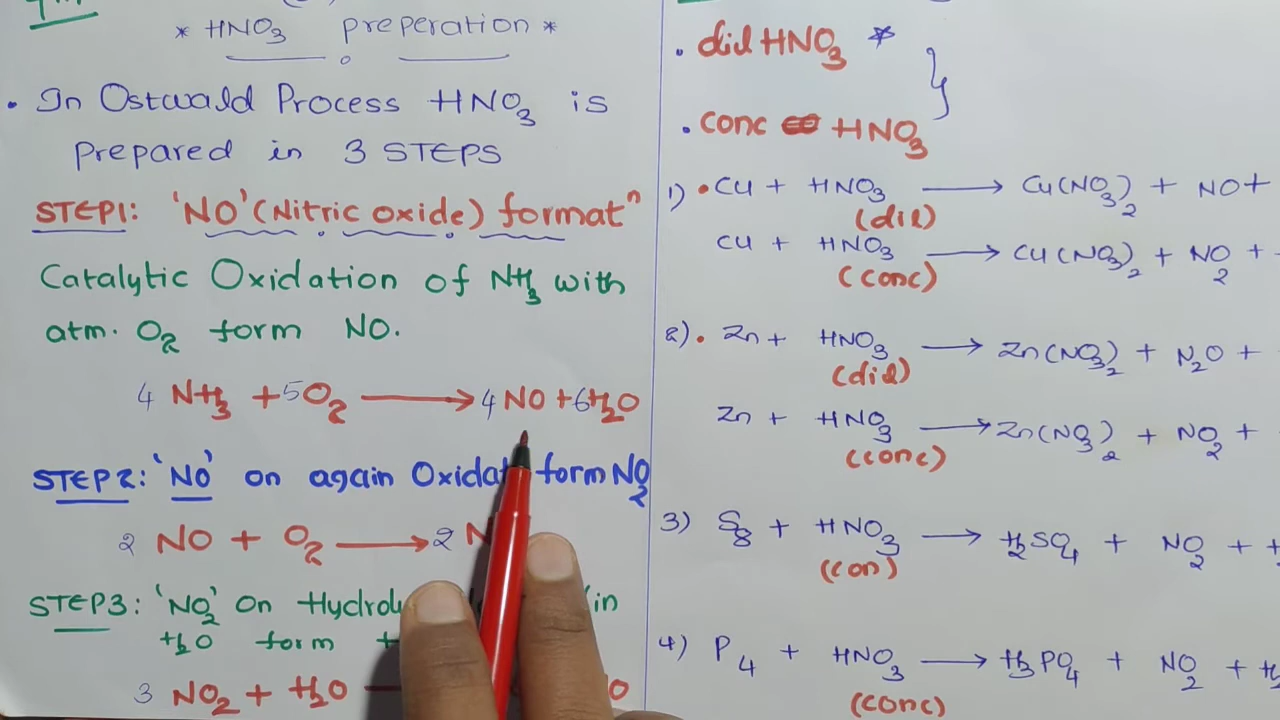 * HNO3 preperation *
• In Ostwald Process HNO3 is
prepared in 3 STEPS
STEP1: 'NO' (Nitric oxide) formatⁿ
Catalytic Oxidation of NH3 with
atm. O2 form NO.
4 NH3 + 5O2 → 4 NO + 6H2O
STEP2: 'NO' on again form NO2
2 NO + O2 → 2
STEP3: 'NO2' On in
H2O form
3 NO2 + H2O
• dil HNO3 *
• conc HNO3
1) • Cu + HNO3 → Cu(NO3)2 + NO +
(dil)
Cu + HNO3 → Cu(NO3)2 + NO2 +
(conc)
2). • Zn + HNO3 → Zn(NO3)2 + N2O +
(dil)
Zn + HNO3 → Zn(NO3)2 + NO2 +
(conc)
3) S8 + HNO3 → H2SO4 + NO2 +
(con)
4) P4 + HNO3 → H3PO4 + NO2 +
(conc)